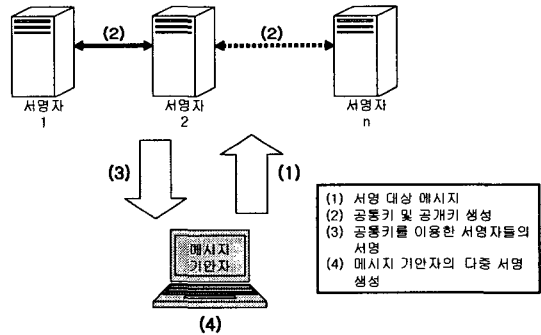 (2) (2)
서명자 서명자 서명자
1 2 n
(3) (1)
메시지
기안자
(4)
(1) 서명 대상 메시지
(2) 공통키 및 공개키 생성
(3) 공통키를 이용한 서명자들의
서명
(4) 메시지 기안자의 다중 서명
생성